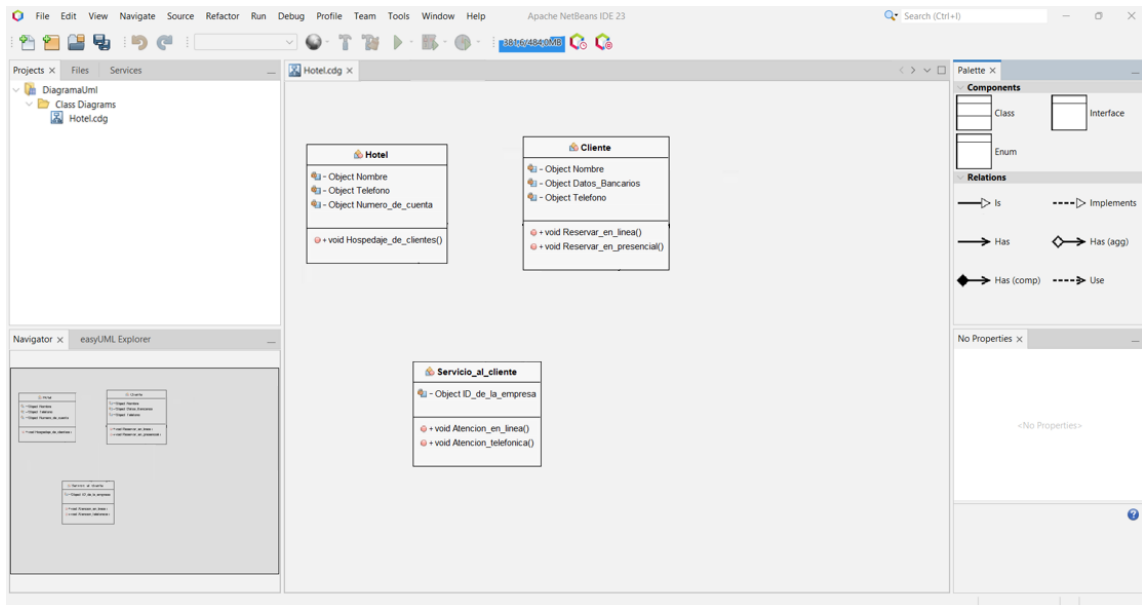 File Edit View Navigate Source Refactor Run Debug Profile Team Tools Window Help Apache NetBeans IDE 23 Search (Ctrl+I)
381,6/484,0MB
Projects Files Services
DiagramaUml
Class Diagrams
Hotel.cdg
Hotel.cdg
Hotel
- Object Nombre
- Object Telefono
- Object Numero_de_cuenta
+ void Hospedaje_de_clientes()
Cliente
- Object Nombre
- Object Datos_Bancarios
- Object Telefono
+ void Reservar_en_linea()
+ void Reservar_en_presencial()
Servicio_al_cliente
- Object ID_de_la_empresa
+ void Atencion_en_linea()
+ void Atencion_telefonica()
Palette
Components
Class Interface
Enum
Relations
Is Implements
Has Has (agg)
Has (comp) Use
Navigator easyUML Explorer
No Properties
<No Properties>